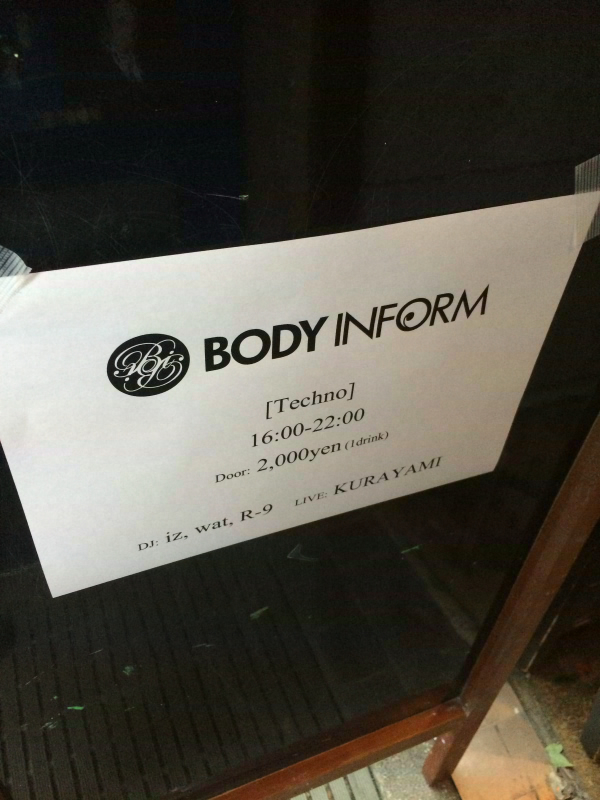 BODY INFORM
[Techno]
16:00-22:00
Door: 2,000yen (1drink)
DJ: iz, wat, R-9 LIVE: KURAYAMI